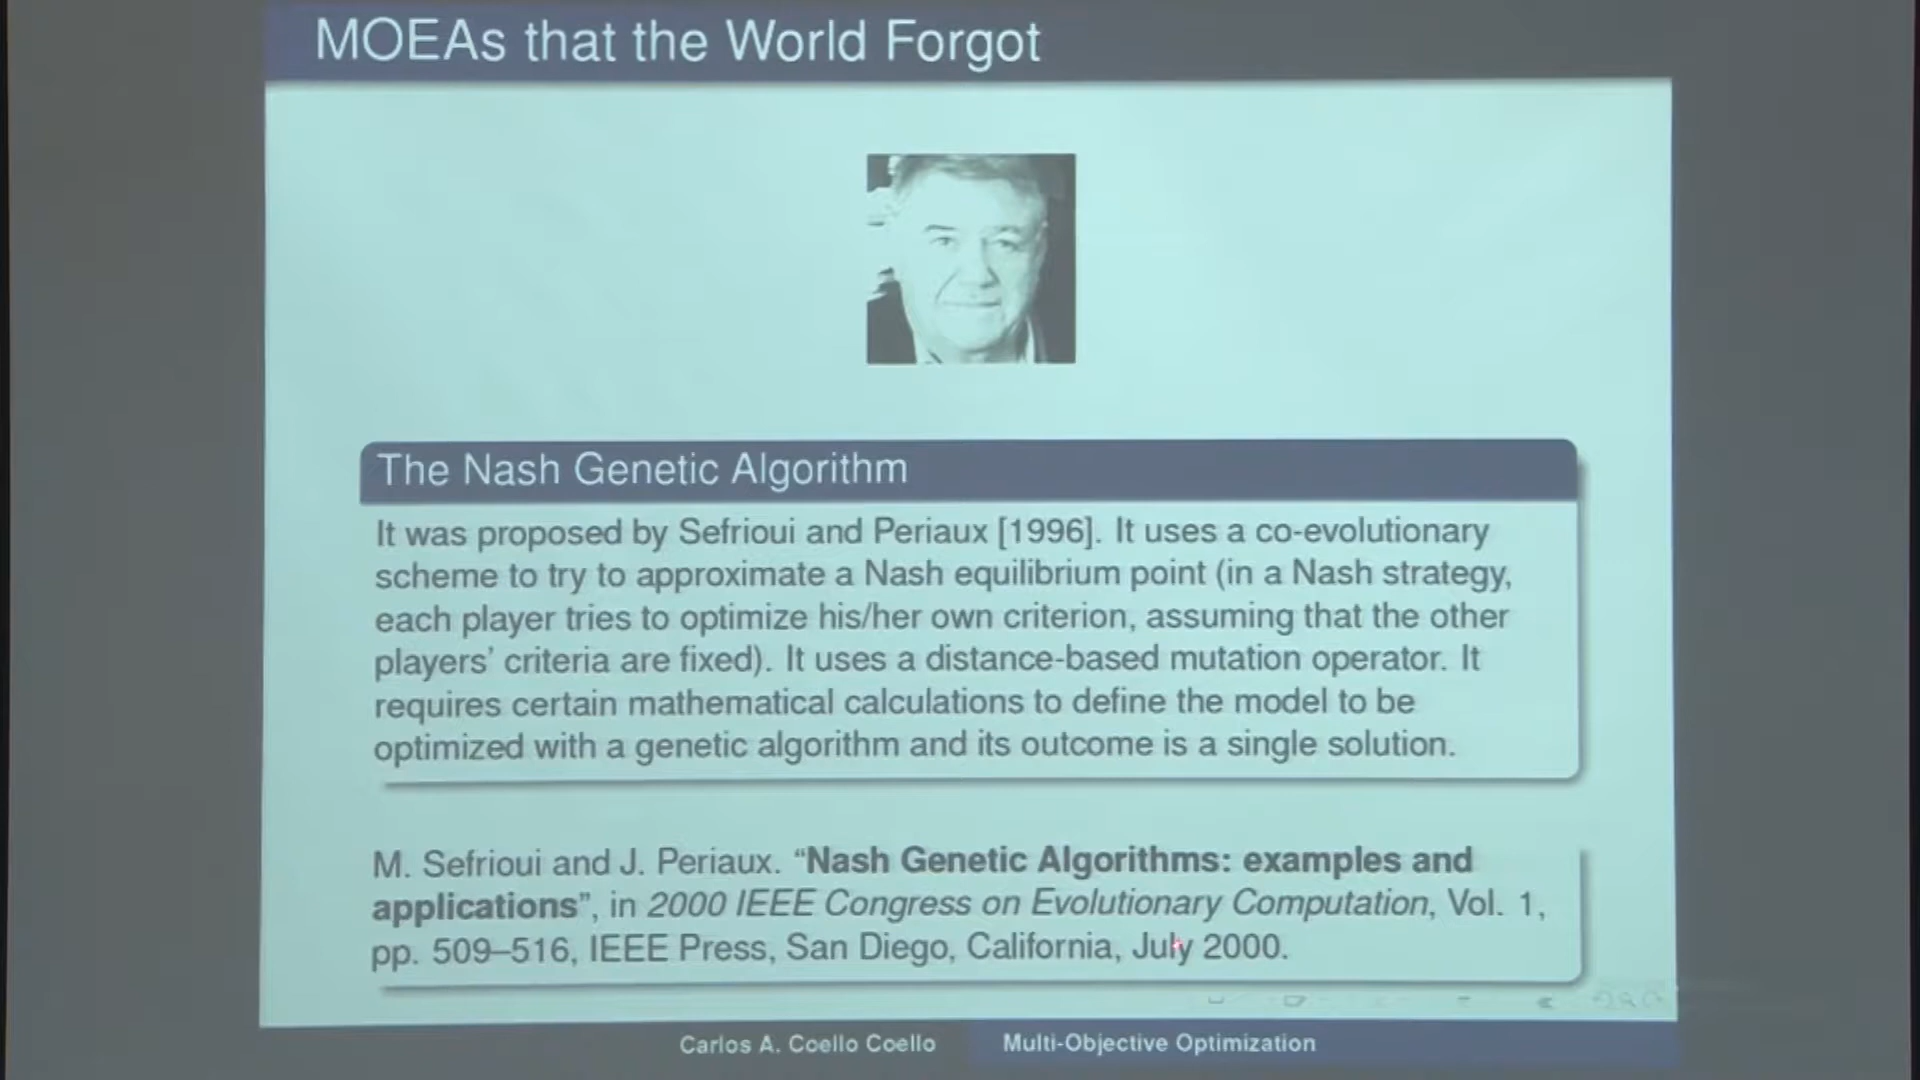 MOEAs that the World Forgot
The Nash Genetic Algorithm
It was proposed by Sefrioui and Periaux [1996]. It uses a co-evolutionary
scheme to try to approximate a Nash equilibrium point (in a Nash strategy,
each player tries to optimize his/her own criterion, assuming that the other
players' criteria are fixed). It uses a distance-based mutation operator. It
requires certain mathematical calculations to define the model to be
optimized with a genetic algorithm and its outcome is a single solution.
M. Sefrioui and J. Periaux. “Nash Genetic Algorithms: examples and
applications”, in 2000 IEEE Congress on Evolutionary Computation, Vol. 1,
pp. 509–516, IEEE Press, San Diego, California, July 2000.
Carlos A. Coello Coello Multi-Objective Optimization